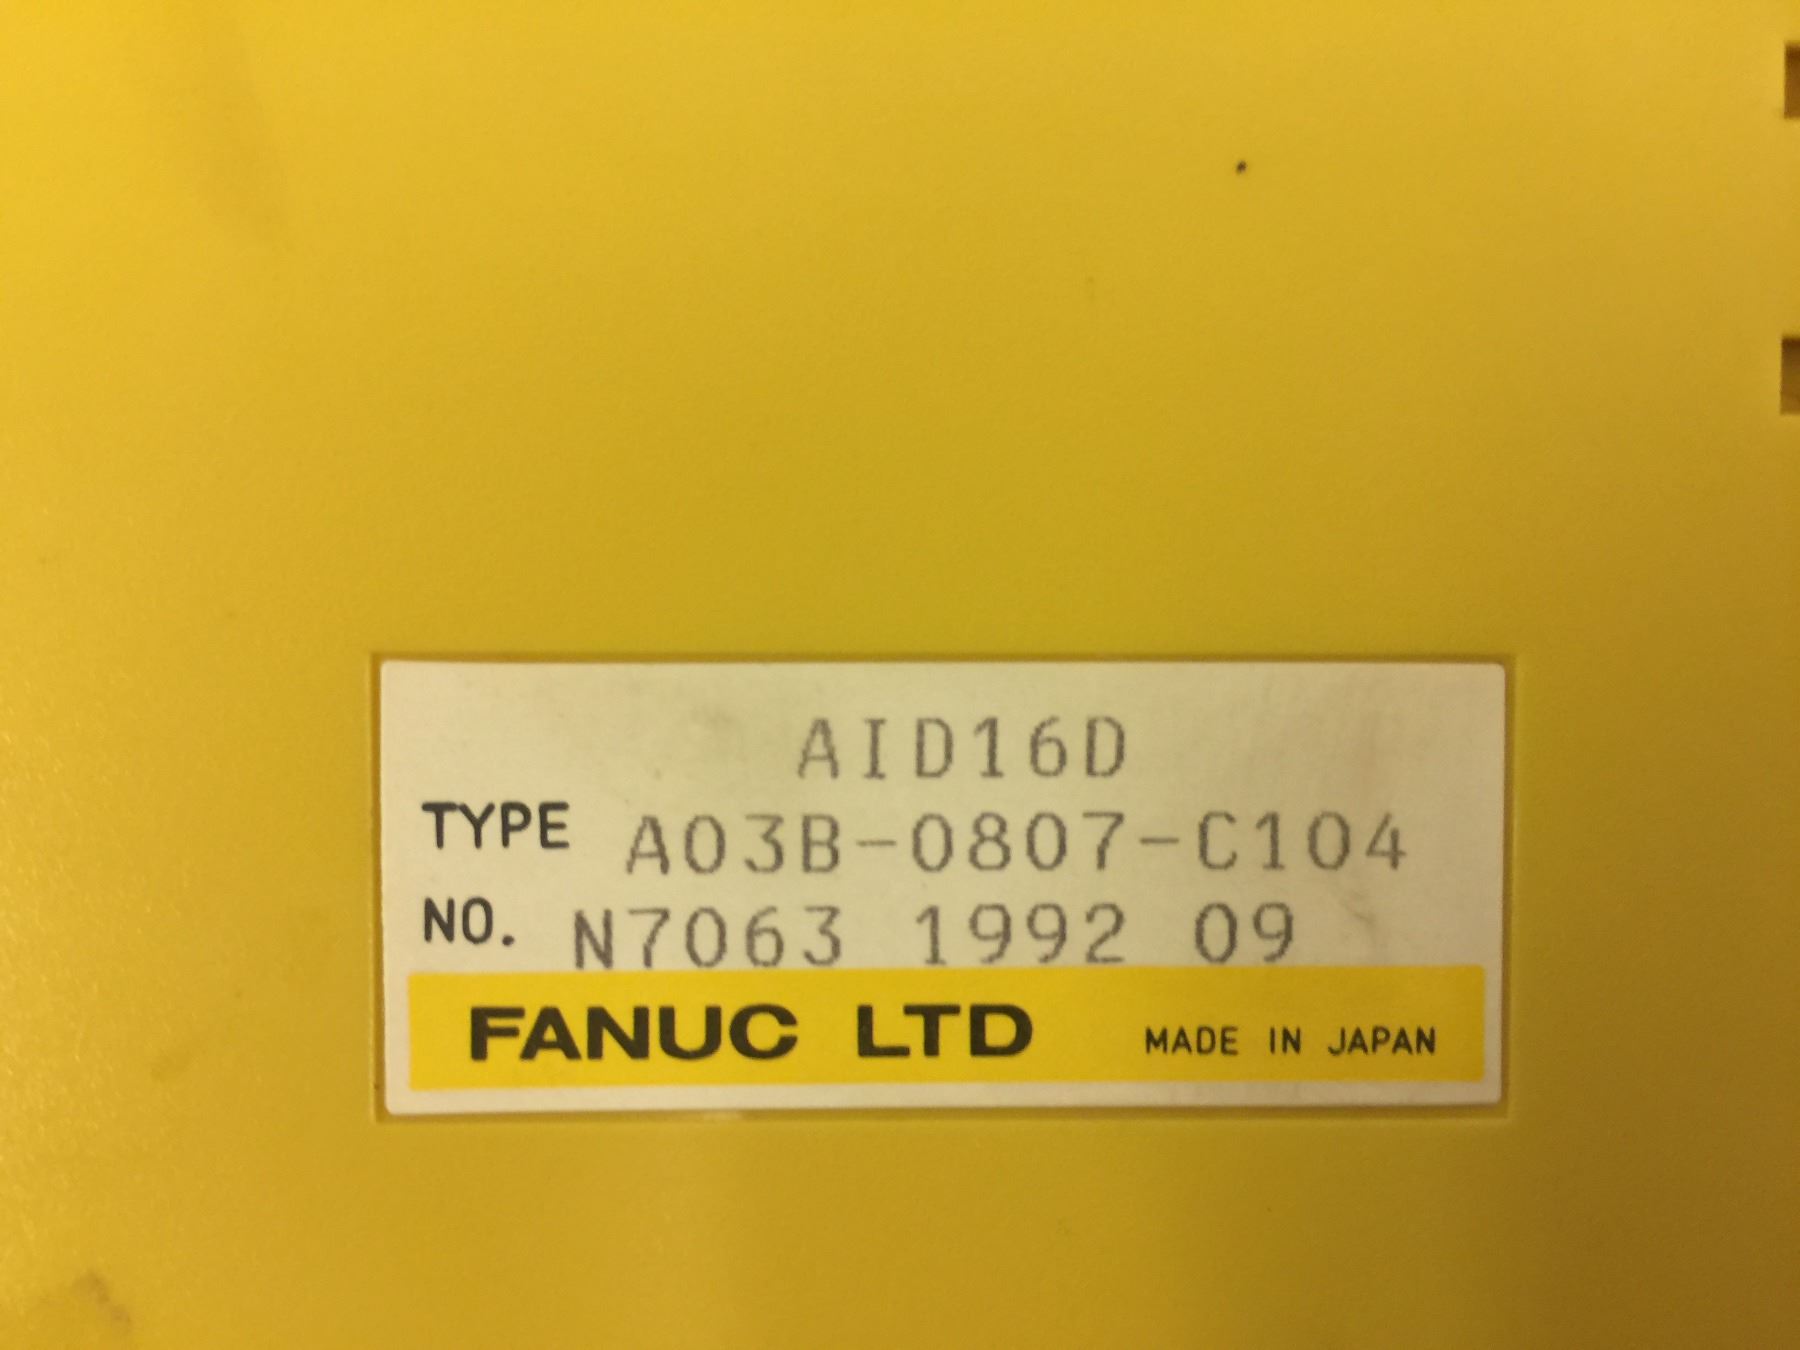 AID16D
TYPE A03B-0807-C104
NO. N7063 1992 09
FANUC LTD MADE IN JAPAN